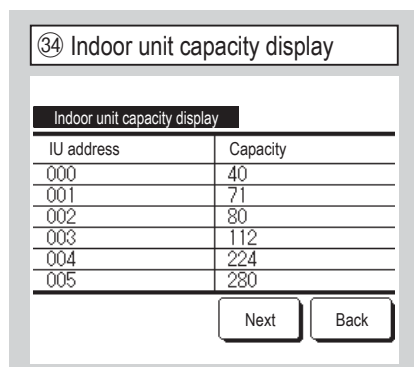 ㉞ Indoor unit capacity display
Indoor unit capacity display
IU address Capacity
000 40
001 71
002 80
003 112
004 224
005 280
Next Back